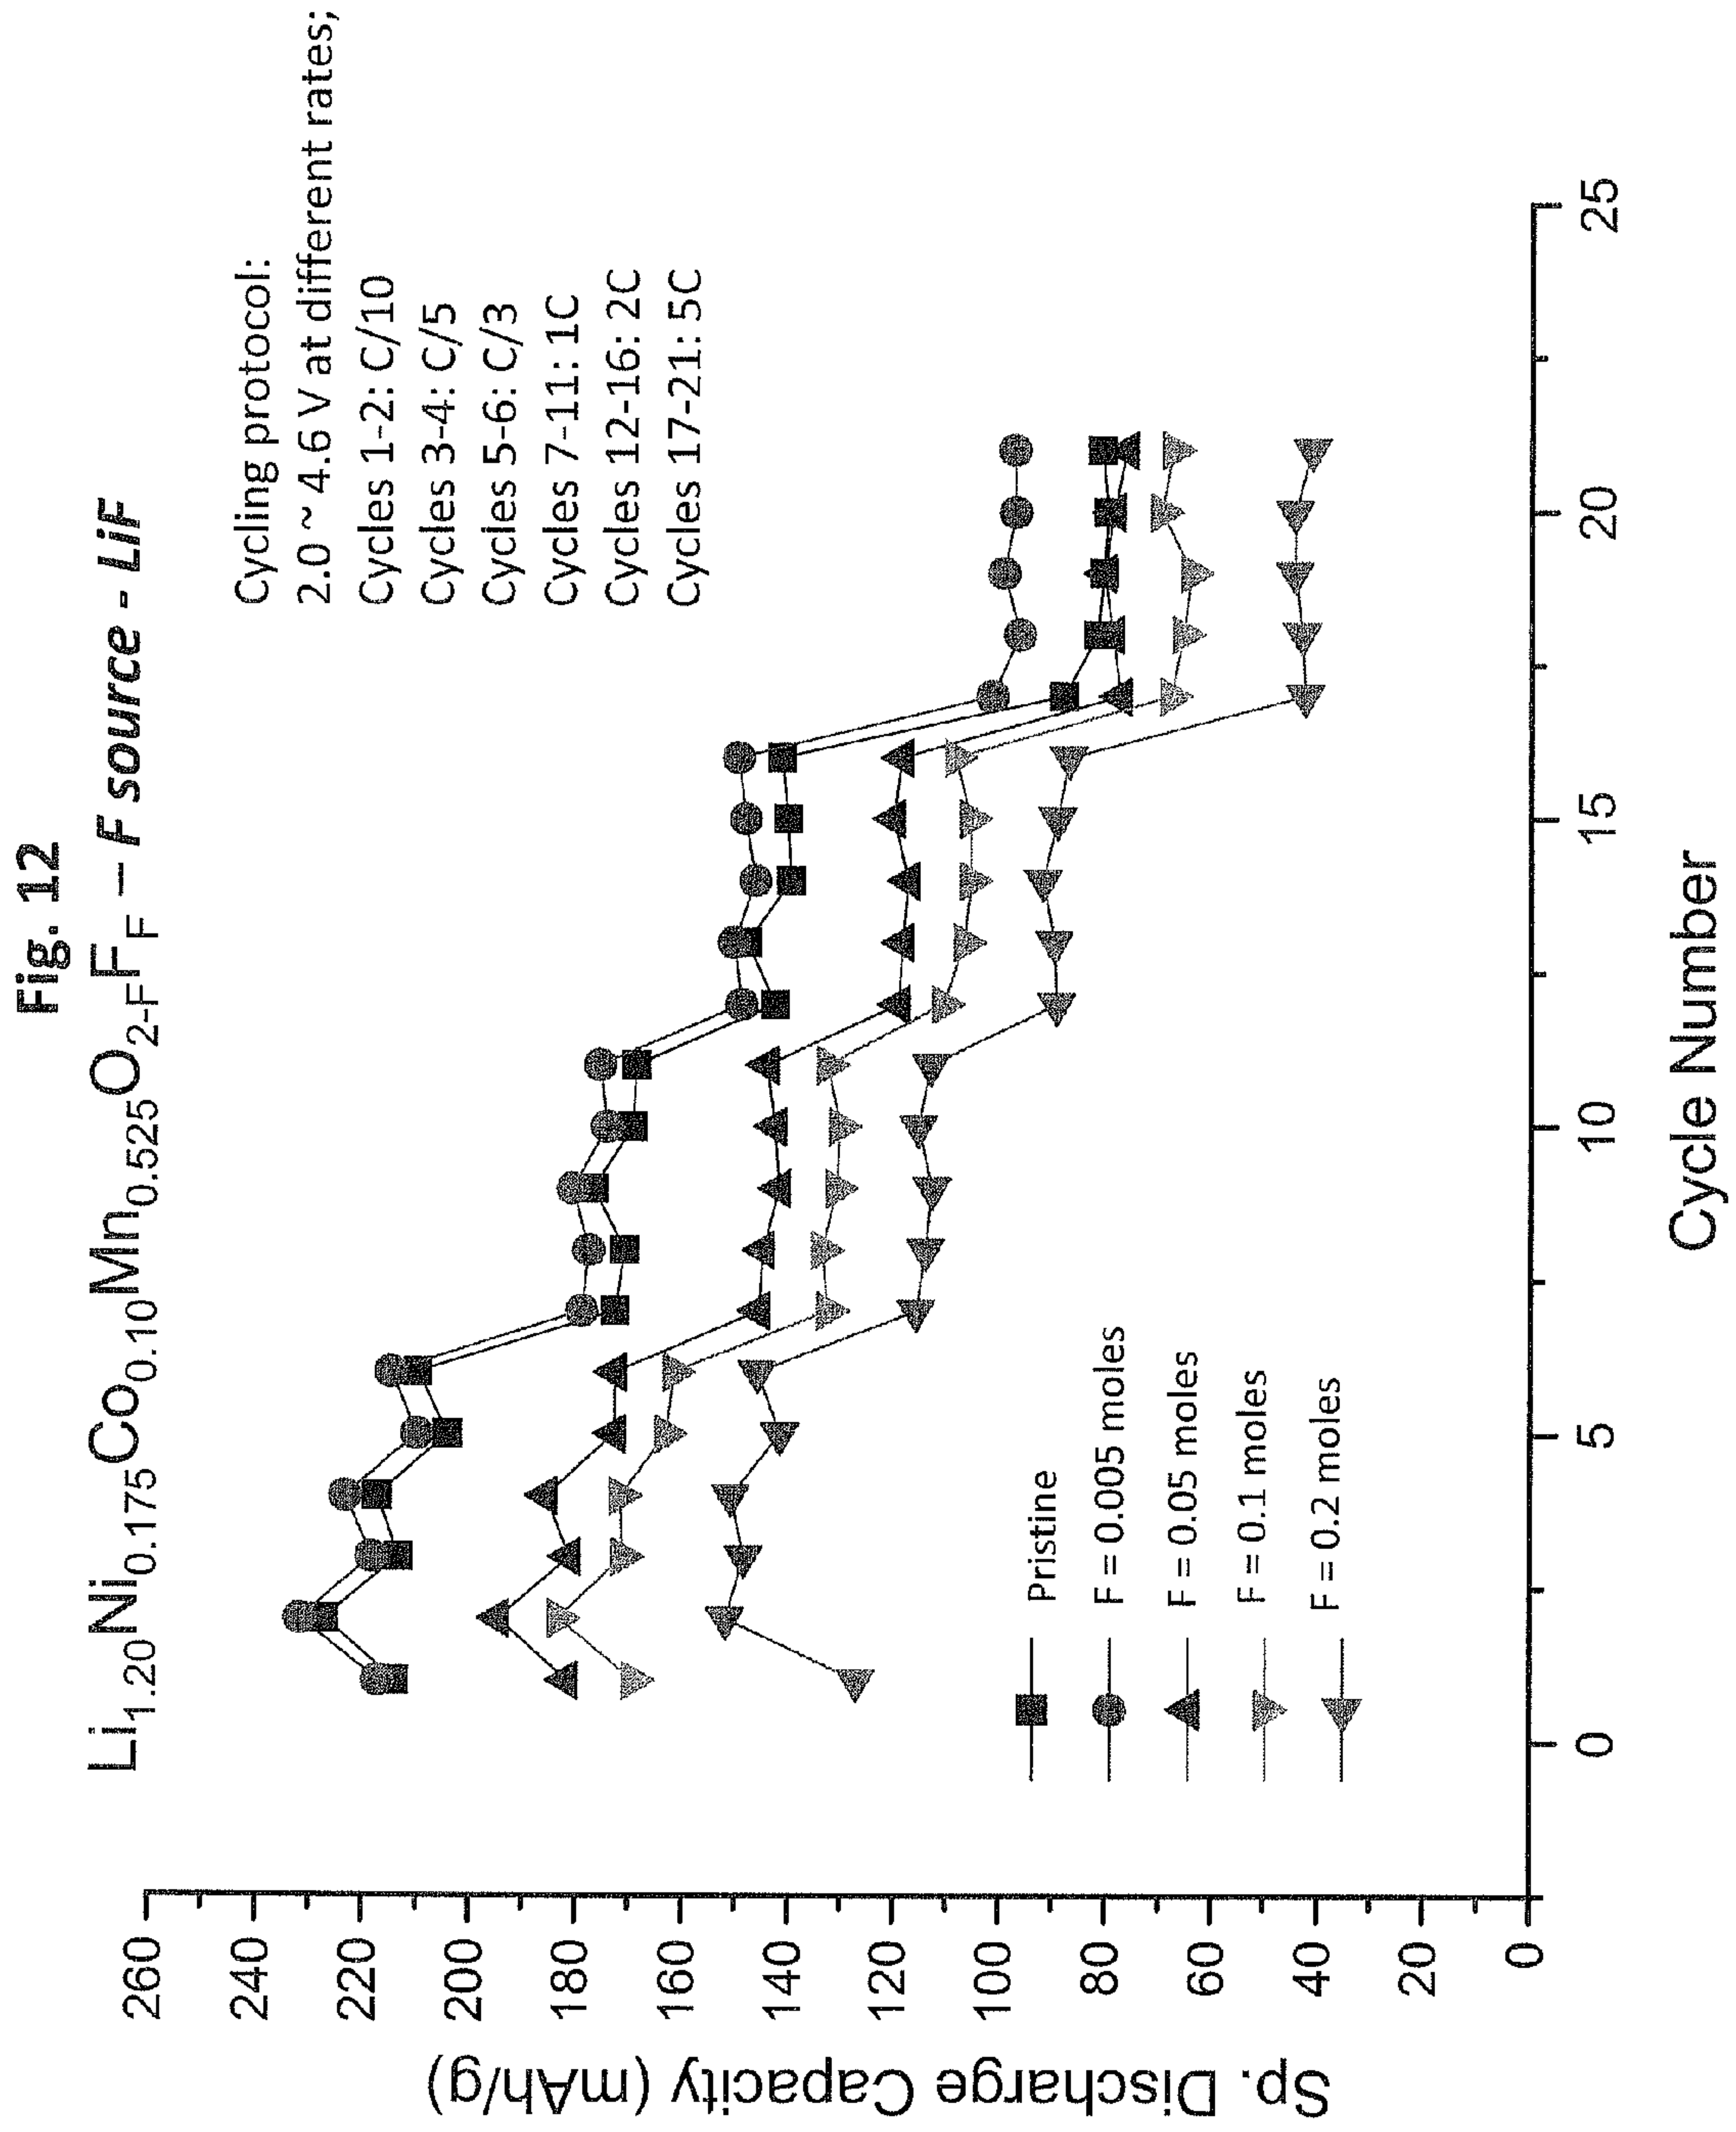 Fig. 12
Li1.20Ni0.175Co0.10Mn0.525O2-FFF – F source - LiF
Cycling protocol:
2.0 ~ 4.6 V at different rates;
Cycles 1-2: C/10
Cycles 3-4: C/5
Cycles 5-6: C/3
Cycles 7-11: 1C
Cycles 12-16: 2C
Cycles 17-21: 5C
Sp. Discharge Capacity (mAh/g)
260
240
220
200
180
160
140
120
100
80
60
40
20
0
Pristine
F = 0.005 moles
F = 0.05 moles
F = 0.1 moles
F = 0.2 moles
0 5 10 15 20 25
Cycle Number